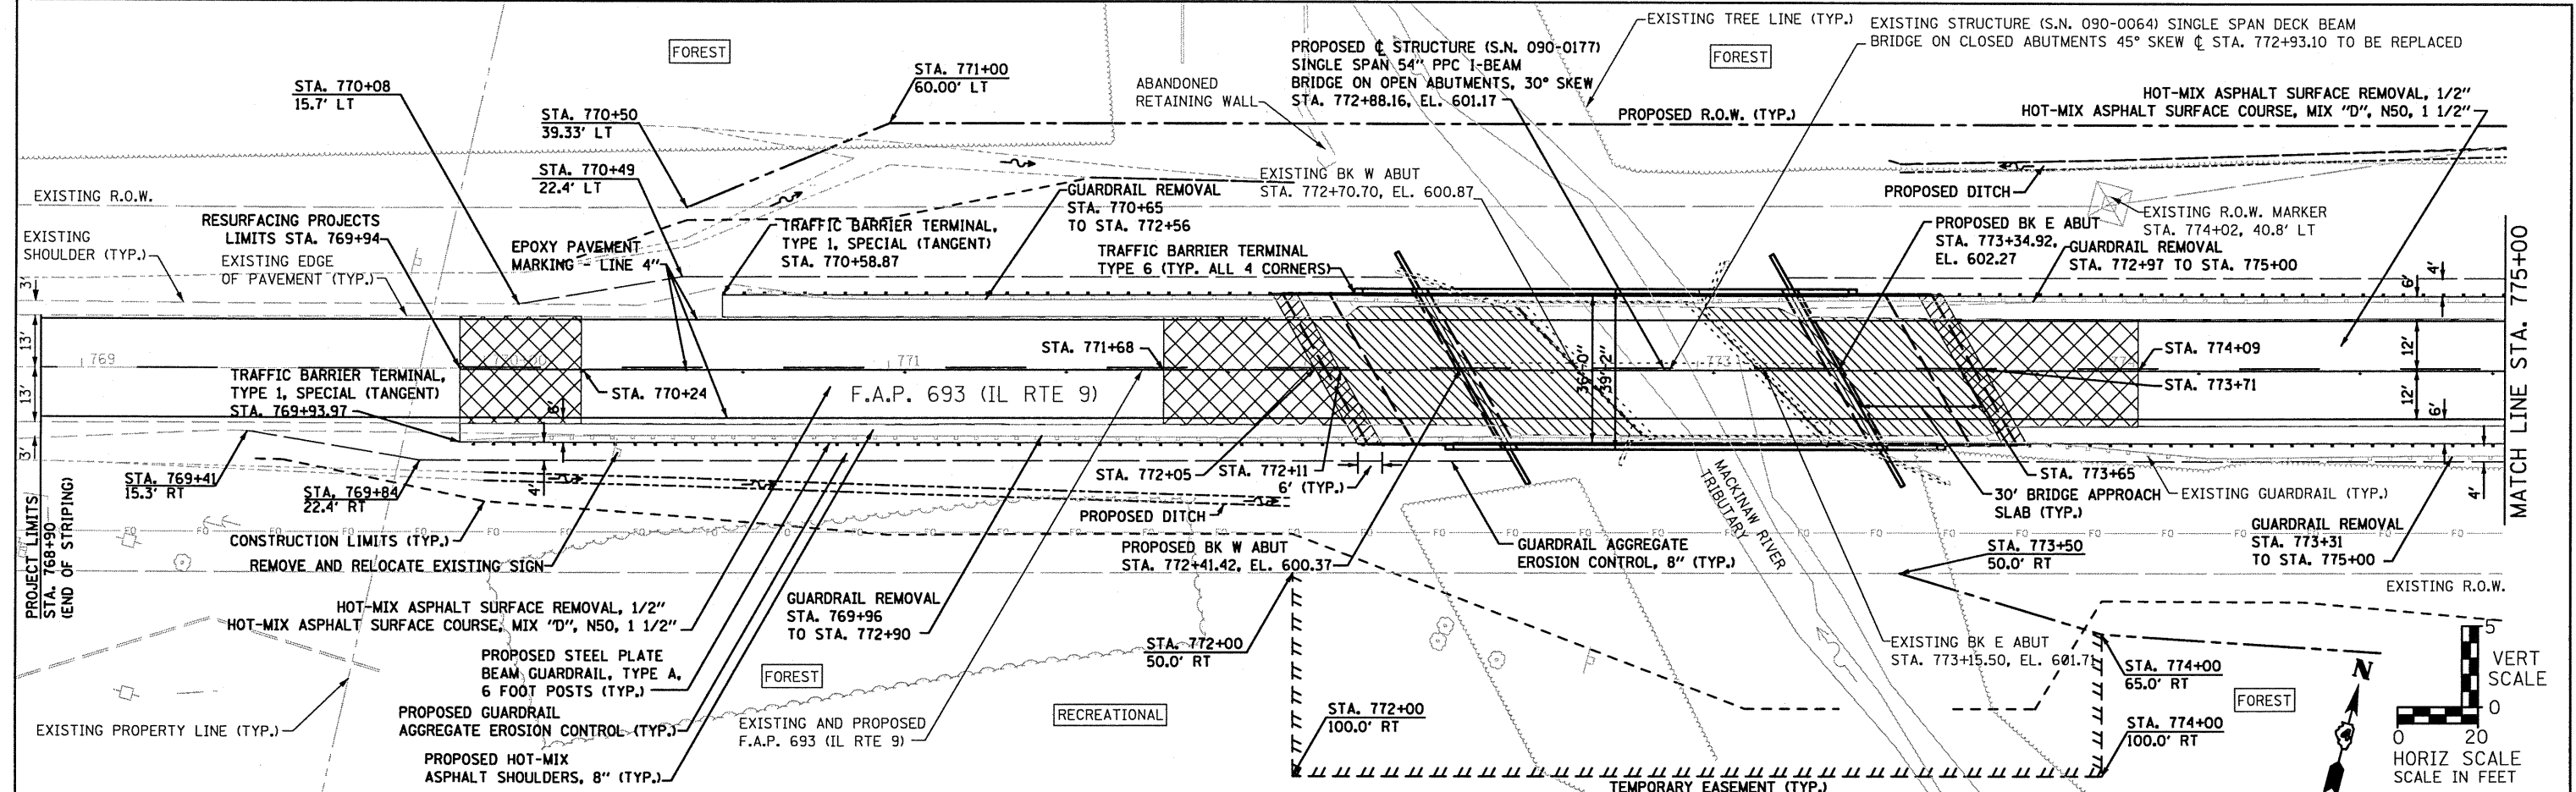 FOREST
STA. 770+08
15.7' LT
STA. 770+50
39.33' LT
STA. 770+49
22.4' LT
STA. 771+00
60.00' LT
ABANDONED
RETAINING WALL
PROPOSED ℄ STRUCTURE (S.N. 090-0177)
SINGLE SPAN 54" PPC I-BEAM
BRIDGE ON OPEN ABUTMENTS, 30° SKEW
STA. 772+88.16, EL. 601.17
EXISTING TREE LINE (TYP.)
EXISTING STRUCTURE (S.N. 090-0064) SINGLE SPAN DECK BEAM
BRIDGE ON CLOSED ABUTMENTS 45° SKEW ℄ STA. 772+93.10 TO BE REPLACED
FOREST
HOT-MIX ASPHALT SURFACE REMOVAL, 1/2"
HOT-MIX ASPHALT SURFACE COURSE, MIX "D", N50, 1 1/2"
PROPOSED R.O.W. (TYP.)
EXISTING R.O.W.
EXISTING BK W ABUT
STA. 772+70.70, EL. 600.87
PROPOSED DITCH
EXISTING R.O.W. MARKER
STA. 774+02, 40.8' LT
RESURFACING PROJECTS
LIMITS STA. 769+94
EXISTING
SHOULDER (TYP.)
EXISTING EDGE
OF PAVEMENT (TYP.)
EPOXY PAVEMENT
MARKING - LINE 4"
TRAFFIC BARRIER TERMINAL,
TYPE 1, SPECIAL (TANGENT)
STA. 770+58.87
GUARDRAIL REMOVAL
STA. 770+65
TO STA. 772+56
TRAFFIC BARRIER TERMINAL
TYPE 6 (TYP. ALL 4 CORNERS)
PROPOSED BK E ABUT
STA. 773+34.92,
EL. 602.27
GUARDRAIL REMOVAL
STA. 772+97 TO STA. 775+00
3'
13'
13'
3'
6'
4'
12'
12'
6'
4'
769
770+00
771
773
STA. 771+68
STA. 774+09
STA. 773+71
36'-0"
39'-2"
MATCH LINE STA. 775+00
TRAFFIC BARRIER TERMINAL,
TYPE 1, SPECIAL (TANGENT)
STA. 769+93.97
STA. 770+24
F.A.P. 693 (IL RTE 9)
6'
4'
STA. 769+41
15.3' RT
STA. 769+84
22.4' RT
STA. 772+05
STA. 772+11
6' (TYP.)
STA. 773+65
30' BRIDGE APPROACH
SLAB (TYP.)
EXISTING GUARDRAIL (TYP.)
MACKINAW RIVER
TRIBUTARY
PROJECT LIMITS
STA. 768+90
(END OF STRIPING)
CONSTRUCTION LIMITS (TYP.)
REMOVE AND RELOCATE EXISTING SIGN
PROPOSED DITCH
PROPOSED BK W ABUT
STA. 772+41.42, EL. 600.37
GUARDRAIL AGGREGATE
EROSION CONTROL, 8" (TYP.)
STA. 773+50
50.0' RT
GUARDRAIL REMOVAL
STA. 773+31
TO STA. 775+00
EXISTING R.O.W.
HOT-MIX ASPHALT SURFACE REMOVAL, 1/2"
HOT-MIX ASPHALT SURFACE COURSE, MIX "D", N50, 1 1/2"
GUARDRAIL REMOVAL
STA. 769+96
TO STA. 772+90
STA. 772+00
50.0' RT
EXISTING BK E ABUT
STA. 773+15.50, EL. 601.71
STA. 774+00
65.0' RT
PROPOSED STEEL PLATE
BEAM GUARDRAIL, TYPE A,
6 FOOT POSTS (TYP.)
FOREST
RECREATIONAL
FOREST
PROPOSED GUARDRAIL
AGGREGATE EROSION CONTROL (TYP.)
EXISTING AND PROPOSED
F.A.P. 693 (IL RTE 9)
STA. 772+00
100.0' RT
STA. 774+00
100.0' RT
EXISTING PROPERTY LINE (TYP.)
PROPOSED HOT-MIX
ASPHALT SHOULDERS, 8" (TYP.)
TEMPORARY EASEMENT (TYP.)
N
5
VERT
SCALE
0
0
20
HORIZ SCALE
SCALE IN FEET